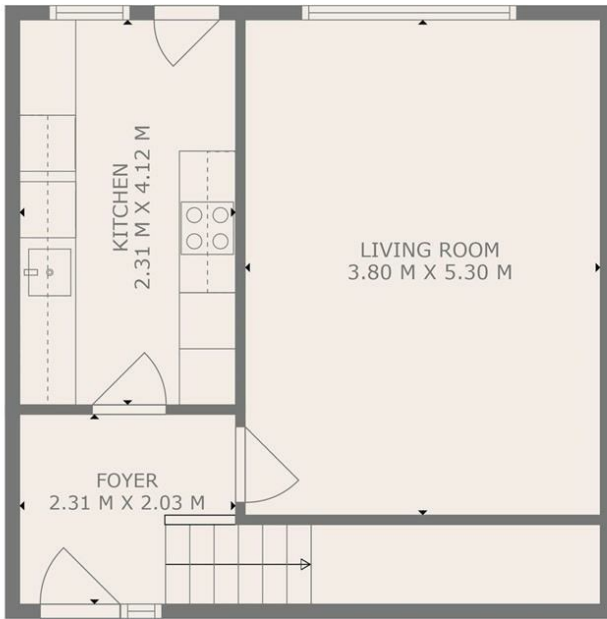 KITCHEN
2.31 M X 4.12 M
LIVING ROOM
3.80 M X 5.30 M
FOYER
2.31 M X 2.03 M